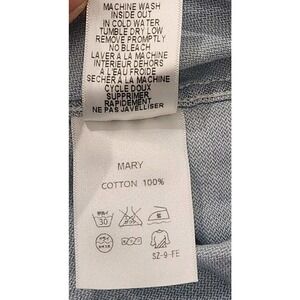 MACHINE WASH
INSIDE OUT
IN COLD WATER
TUMBLE DRY LOW
REMOVE PROMPTLY
NO BLEACH
LAVER A LA MACHINE
INTERIEUR DEHORS
A L'EAU FROIDE
SECHER A LA MACHINE
CYCLE DOUX
SUPPRIMER
RAPIDEMENT
NE PAS JAVELLISER
MARY
COTTON 100%
30
SZ-9-FE